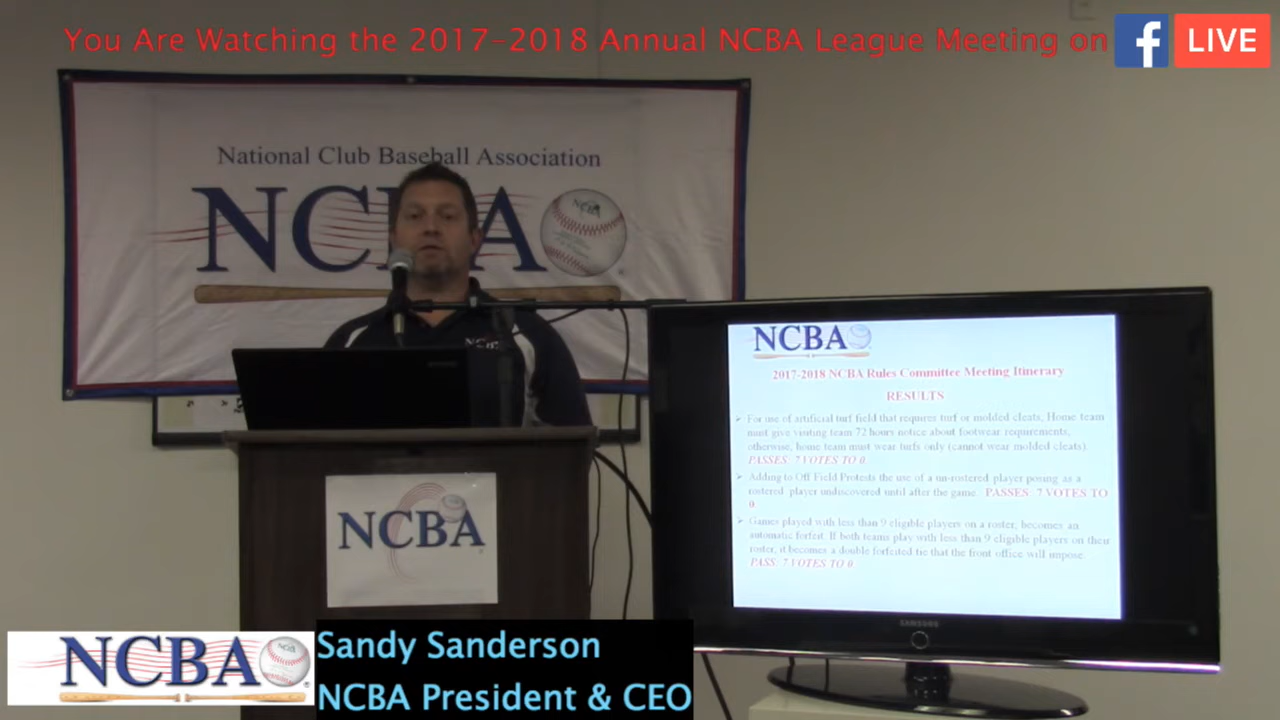 You Are Watching the 2017-2018 Annual NCBA League Meeting on f LIVE
National Club Baseball Association
NCBA
NCBA
2017-2018 NCBA Rules Committee Meeting Itinerary
RESULTS
For use of artificial turf field that requires turf or molded cleats, Home team
must give visiting team 72 hours notice about footwear requirements,
otherwise, home team must wear turfs only (cannot wear molded cleats).
PASSES: 7 VOTES TO 0.
Adding to Off Field Protests the use of a un-rostered player posing as a
rostered player undiscovered until after the game. PASSES: 7 VOTES TO
0.
Games played with less than 9 eligible players on a roster, becomes an
automatic forfeit. If both teams play with less than 9 eligible players on their
roster, it becomes a double forfeited tie that the front office will impose.
PASS: 7 VOTES TO 0.
SAMSUNG
NCBA
NCBA
Sandy Sanderson
NCBA President & CEO